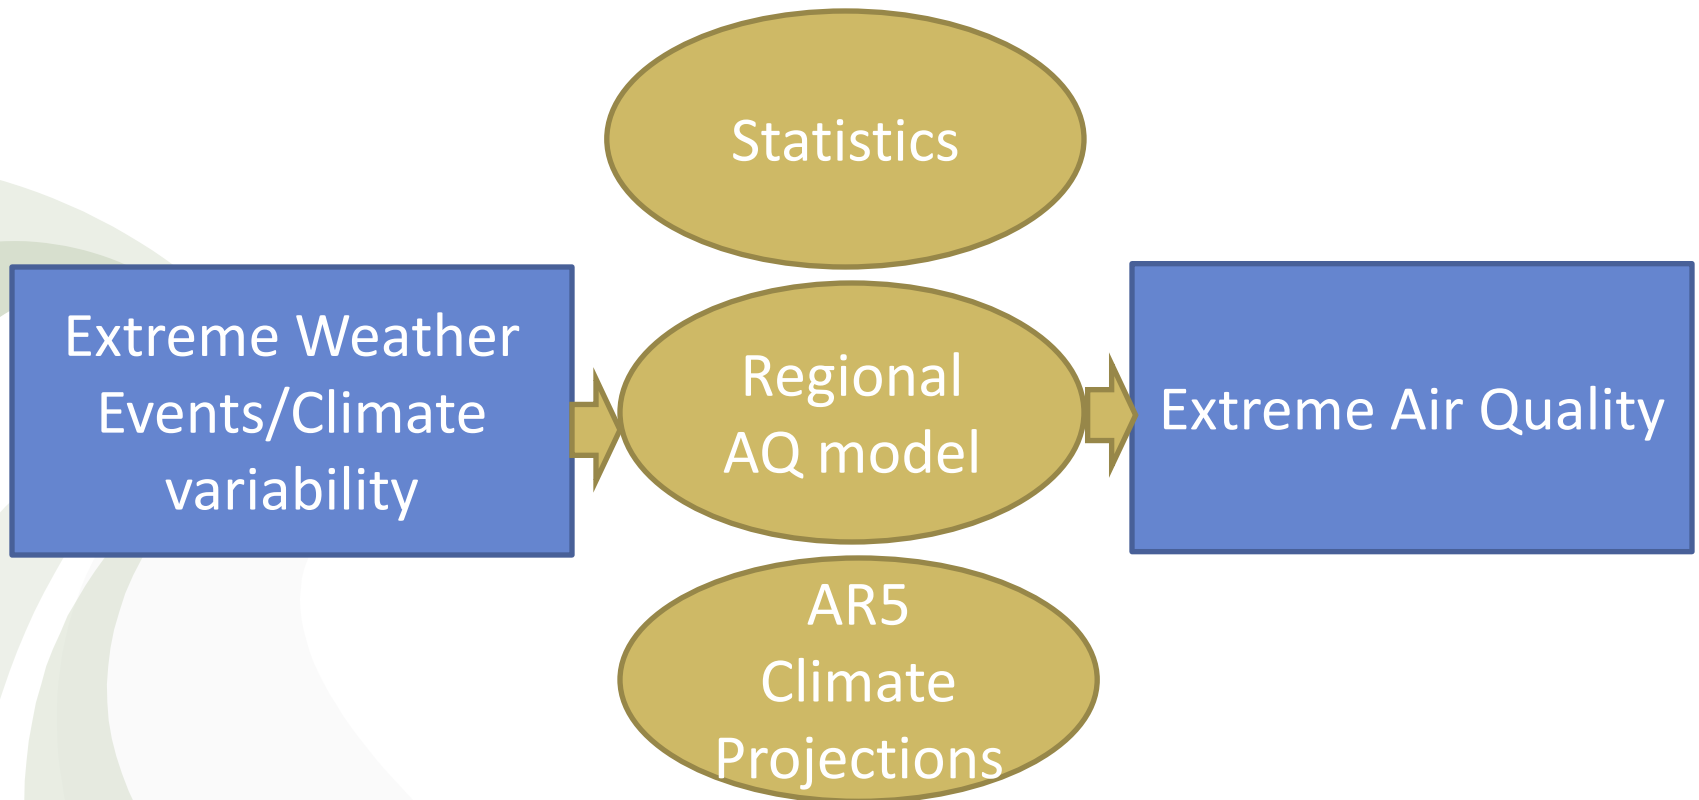 Statistics
Extreme Weather
Events/Climate
variability
Regional
AQ model
Extreme Air Quality
AR5
Climate
Projections